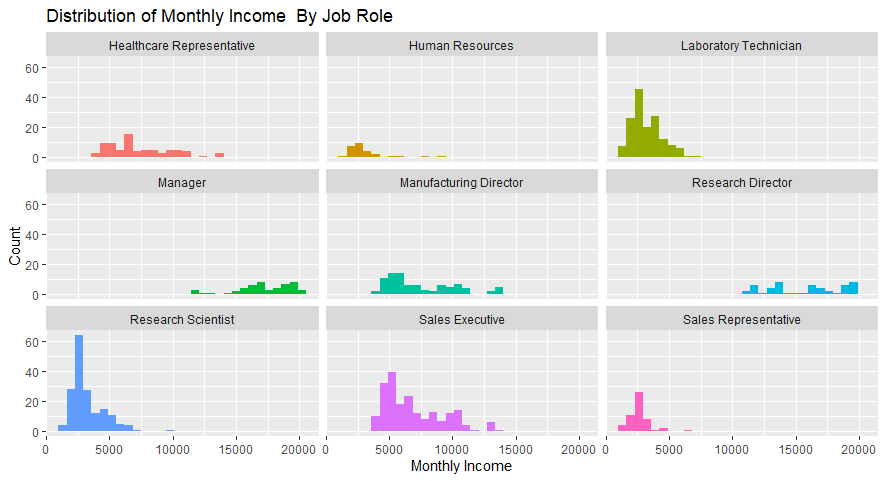 Distribution of Monthly Income  By Job Role
Healthcare Representative
Human Resources
Laboratory Technician
60
40
20
0
Manager
Manufacturing Director
Research Director
60
40
20
0
Count
Research Scientist
Sales Executive
Sales Representative
60
40
20
0
0 5000 10000 15000 20000
0 5000 10000 15000 20000
0 5000 10000 15000 20000
Monthly Income